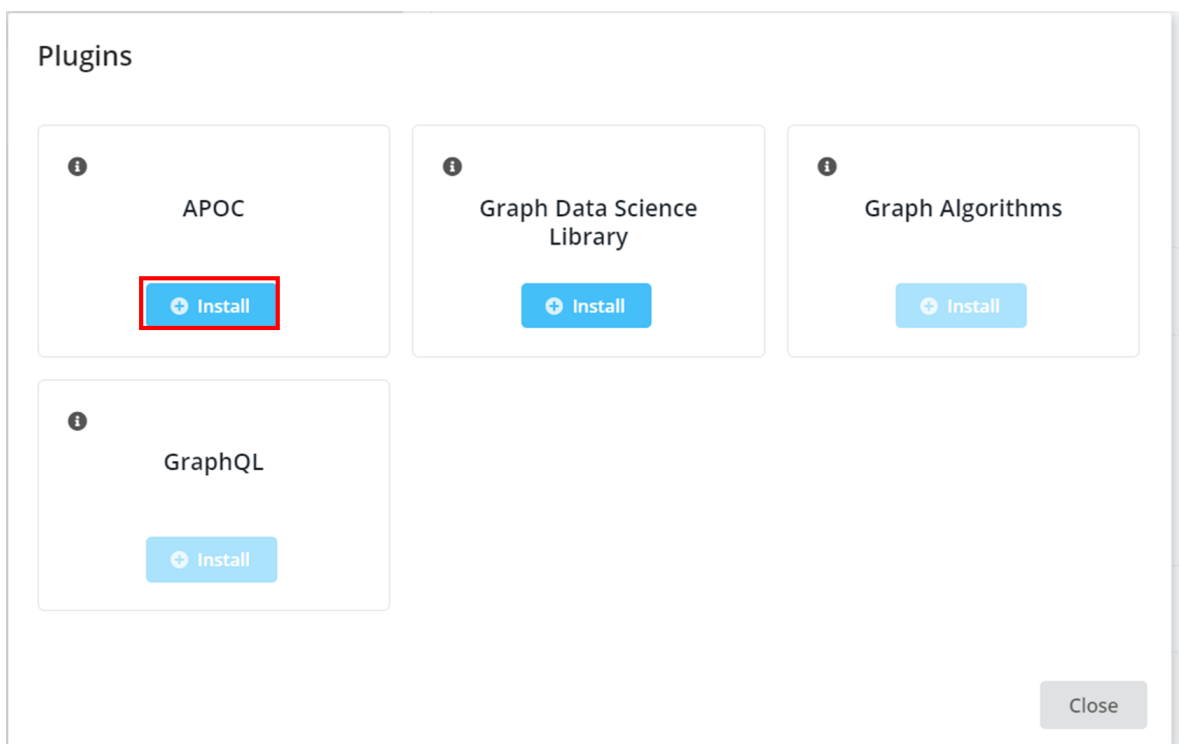 Plugins
APOC
Install
Graph Data Science
Library
Install
Graph Algorithms
Install
GraphQL
Install
Close